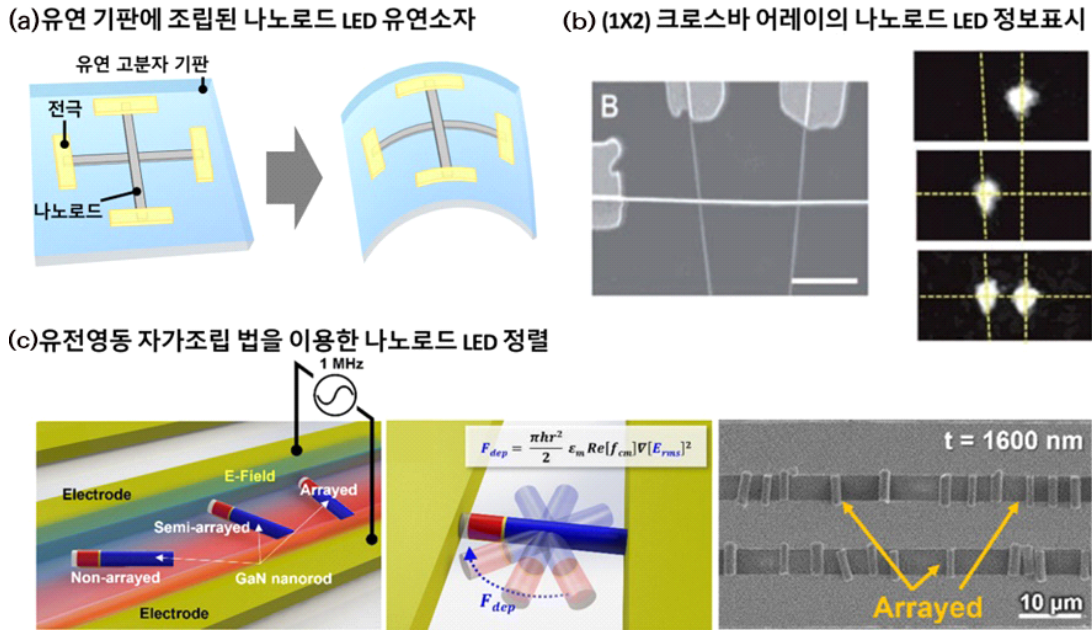 (a)유연 기판에 조립된 나노로드 LED 유연소자
유연 고분자 기판
전극
나노로드
(b) (1X2) 크로스바 어레이의 나노로드 LED 정보표시
B
(c)유전영동 자가조립 법을 이용한 나노로드 LED 정렬
1 MHz
E-Field
Electrode
Arrayed
Semi-arrayed
Non-arrayed
GaN nanorod
Electrode
F_dep = πhr²/2 ε_m Re[f_cm]∇[E_rms]²
F_dep
t = 1600 nm
Arrayed
10 μm